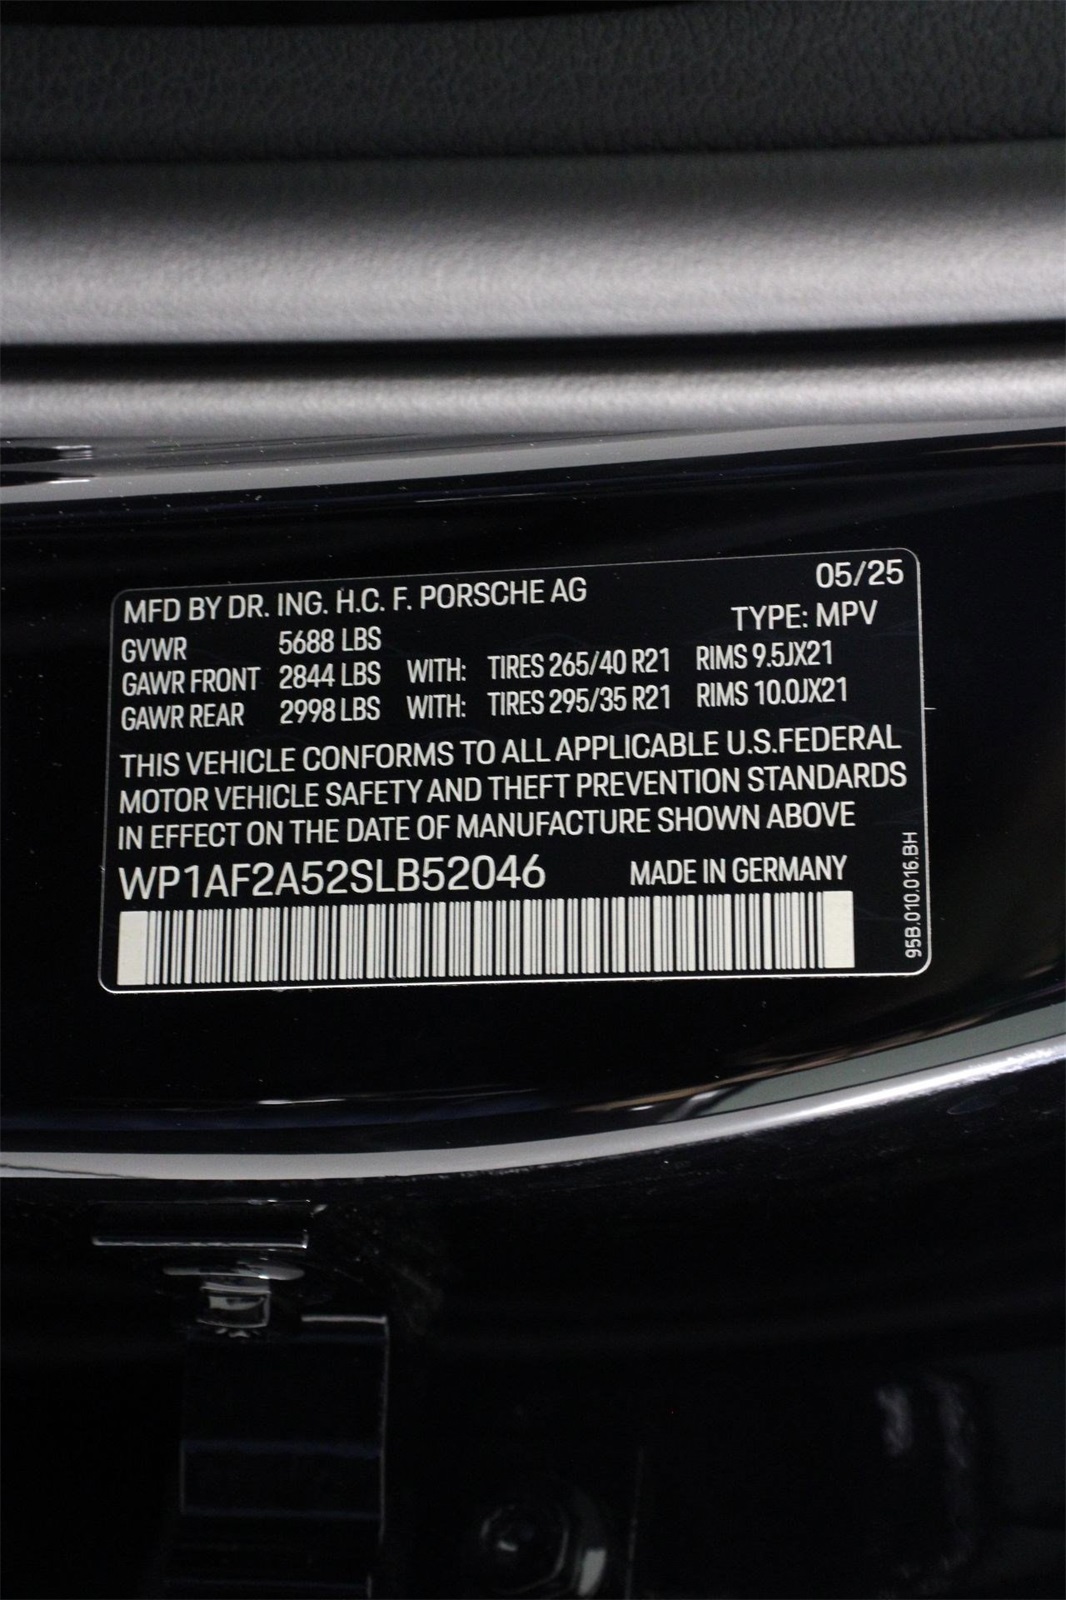 MFD BY DR. ING. H.C. F. PORSCHE AG 05/25
TYPE: MPV
GVWR 5688 LBS
GAWR FRONT 2844 LBS WITH: TIRES 265/40 R21 RIMS 9.5JX21
GAWR REAR 2998 LBS WITH: TIRES 295/35 R21 RIMS 10.0JX21
THIS VEHICLE CONFORMS TO ALL APPLICABLE U.S.FEDERAL
MOTOR VEHICLE SAFETY AND THEFT PREVENTION STANDARDS
IN EFFECT ON THE DATE OF MANUFACTURE SHOWN ABOVE
WP1AF2A52SLB52046 MADE IN GERMANY
95B.010.016.BH